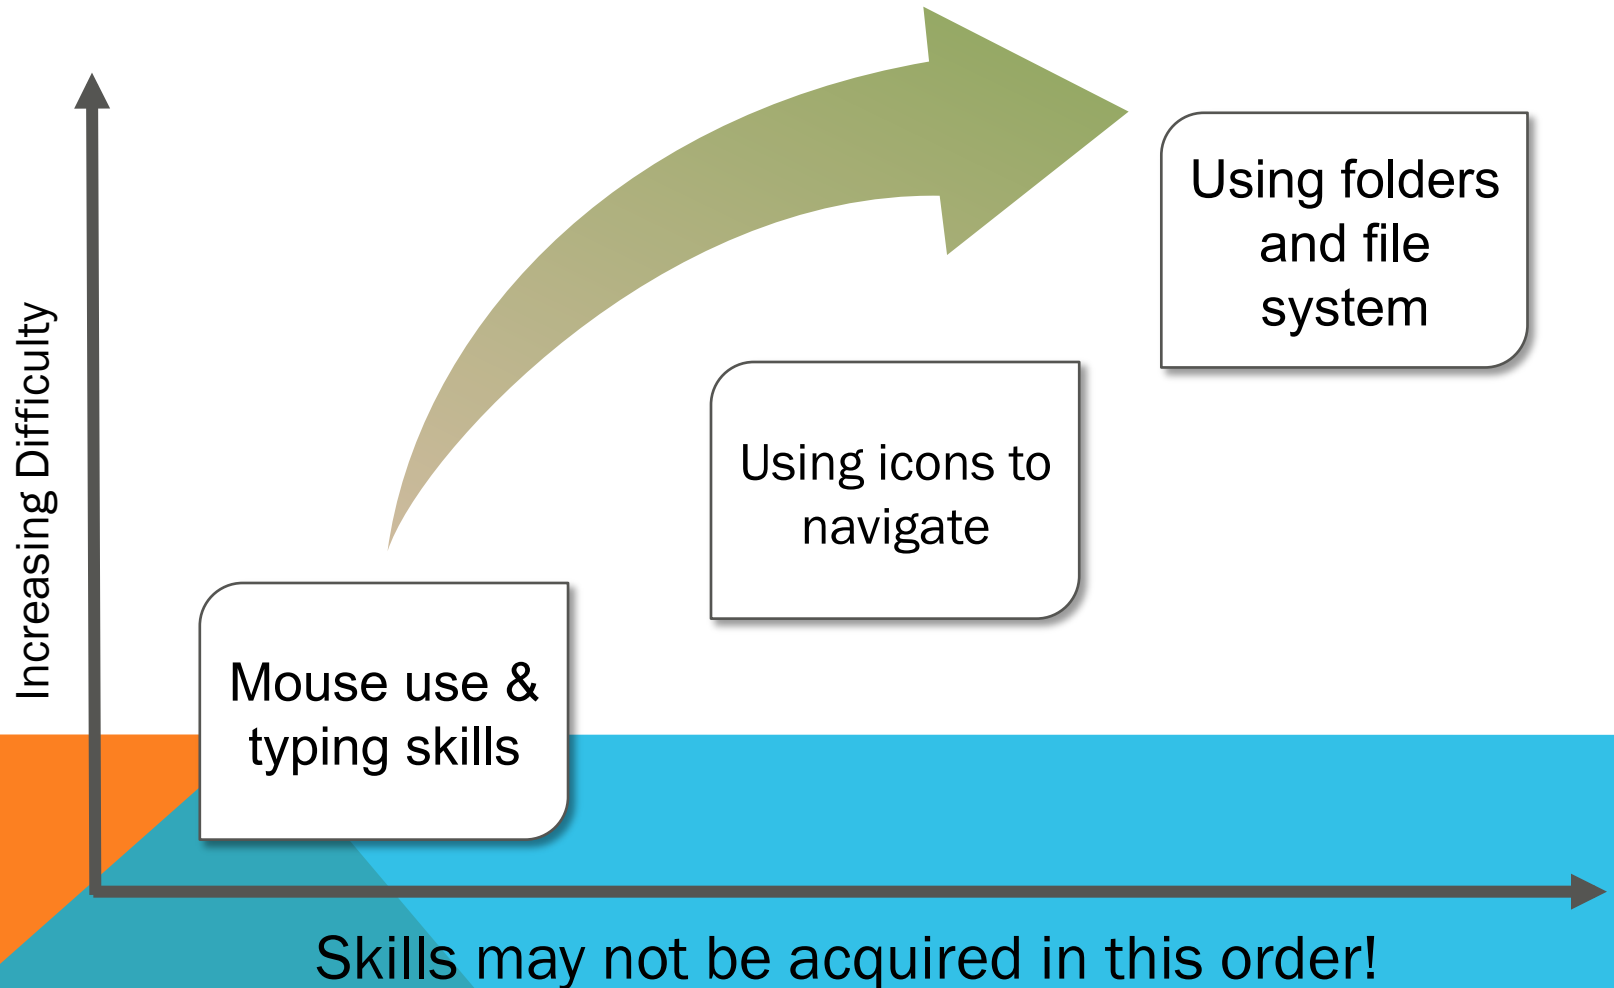 Increasing Difficulty
Using folders
and file
system
Using icons to
navigate
Mouse use &
typing skills
Skills may not be acquired in this order!